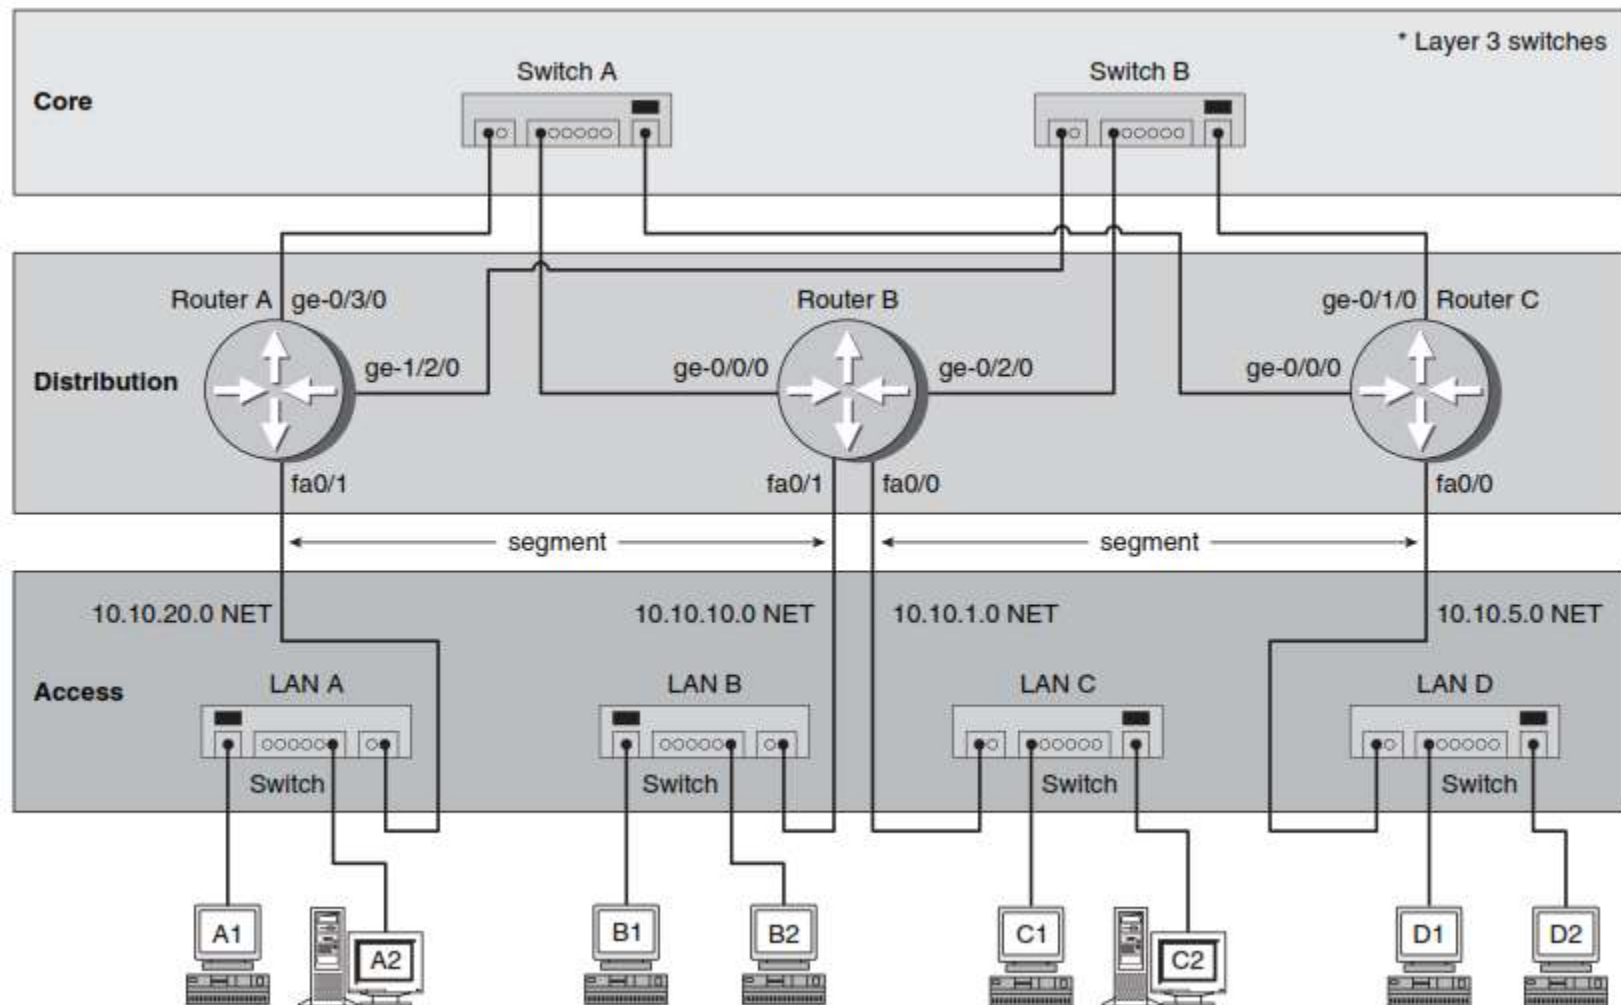 * Layer 3 switches
Switch A
Switch B
Core
Router A
ge-0/3/0
Router B
ge-0/1/0
Router C
ge-1/2/0
ge-0/0/0
ge-0/2/0
ge-0/0/0
Distribution
fa0/1
fa0/1
fa0/0
fa0/0
segment
segment
10.10.20.0 NET
10.10.10.0 NET
10.10.1.0 NET
10.10.5.0 NET
Access
LAN A
LAN B
LAN C
LAN D
Switch
Switch
Switch
Switch
A1
A2
B1
B2
C1
C2
D1
D2